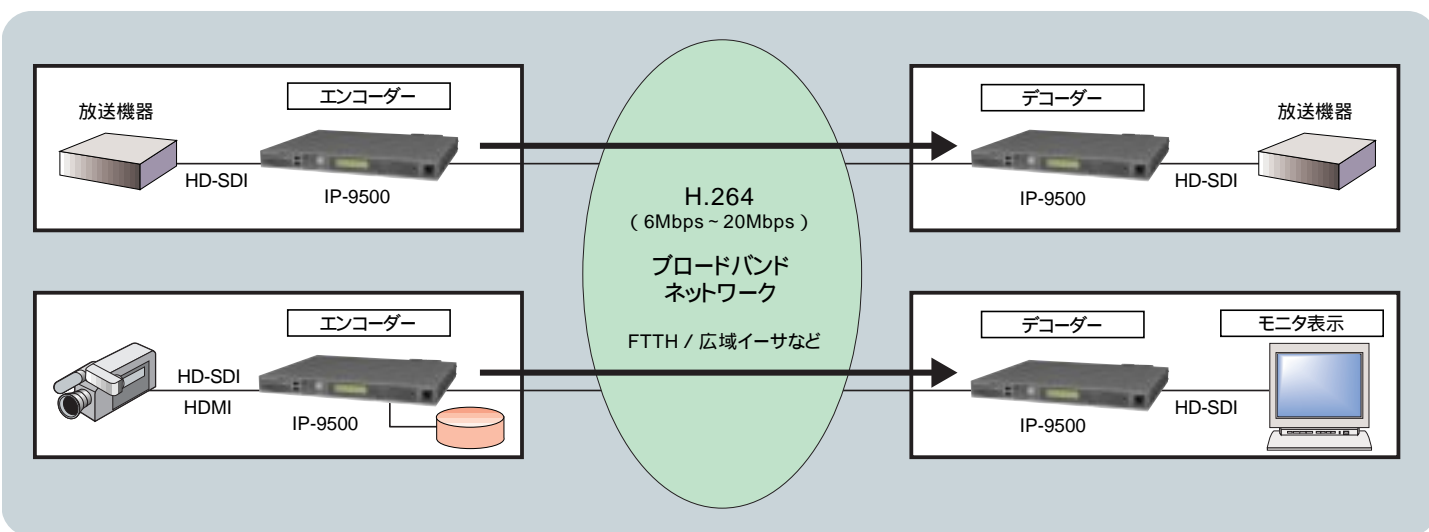 エンコーダー
放送機器
HD-SDI
IP-9500
H.264
(6Mbps~20Mbps)
ブロードバンド
ネットワーク
FTTH / 広域イーサなど
デコーダー
放送機器
HD-SDI
IP-9500
エンコーダー
HD-SDI
HDMI
IP-9500
デコーダー
モニタ表示
HD-SDI
IP-9500